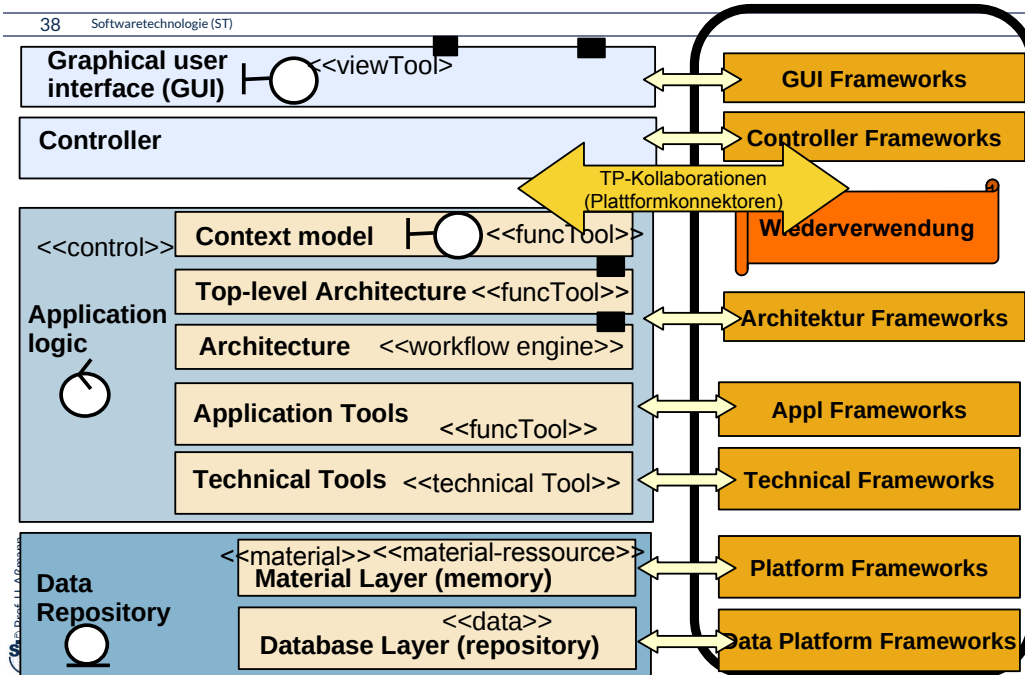 38 Softwaretechnologie (ST)
Graphical user
interface (GUI)
<<viewTool>
GUI Frameworks
Controller
Controller Frameworks
TP-Kollaborationen
(Plattformkonnektoren)
Wiederverwendung
<<control>>
Context model
<<funcTool>>
Top-level Architecture <<funcTool>>
Application
logic
Architecture <<workflow engine>>
Architektur Frameworks
Application Tools
<<funcTool>>
Appl Frameworks
Technical Tools <<technical Tool>>
Technical Frameworks
Data
Repository
<<material>><<material-ressource>>
Material Layer (memory)
Platform Frameworks
<<data>>
Database Layer (repository)
Data Platform Frameworks
© Prof. U. Aßmann